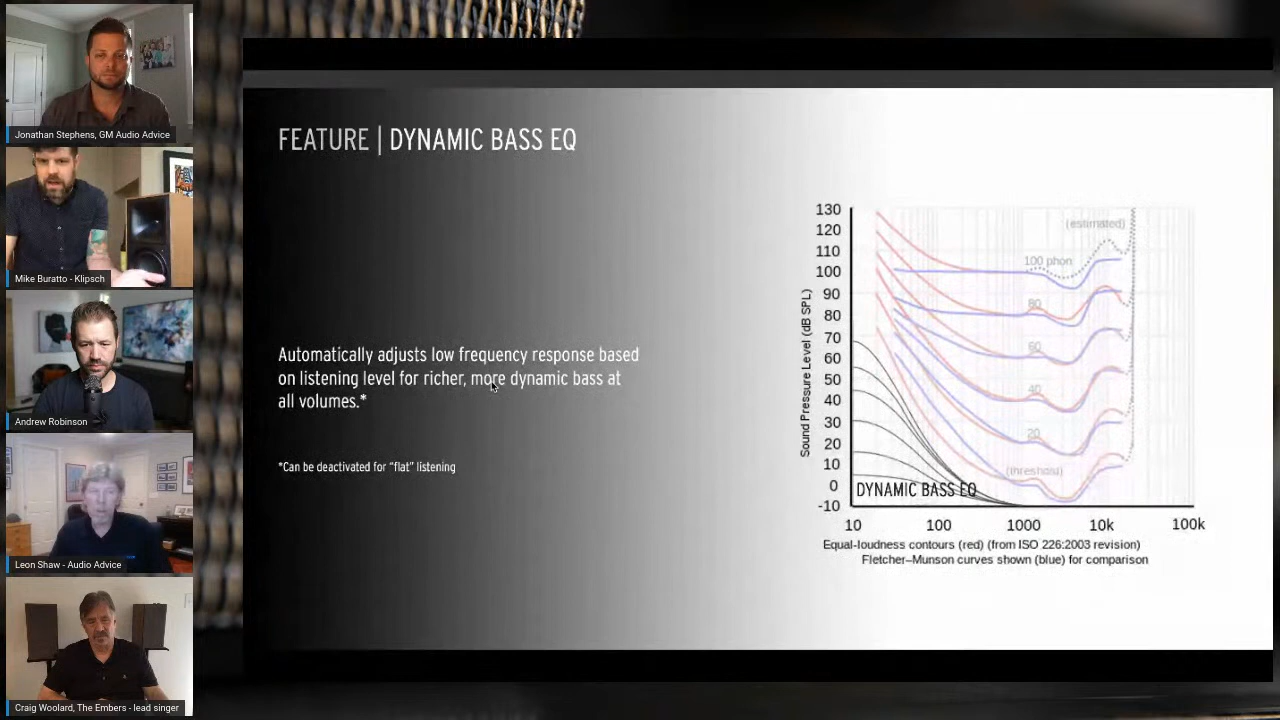 Jonathan Stephens, GM Audio Advice
Mike Buratto - Klipsch
Andrew Robinson
Leon Shaw - Audio Advice
Craig Woolard, The Embers - lead singer
FEATURE | DYNAMIC BASS EQ
Automatically adjusts low frequency response based
on listening level for richer, more dynamic bass at
all volumes.*
*Can be deactivated for "flat" listening
Sound Pressure Level (dB SPL)
130
120
110
100
90
80
70
60
50
40
30
20
10
0
-10
(estimated)
100 phon
80
60
40
20
(threshold)
DYNAMIC BASS EQ
10 100 1000 10k 100k
Equal-loudness contours (red) (from ISO 226:2003 revision)
Fletcher–Munson curves shown (blue) for comparison